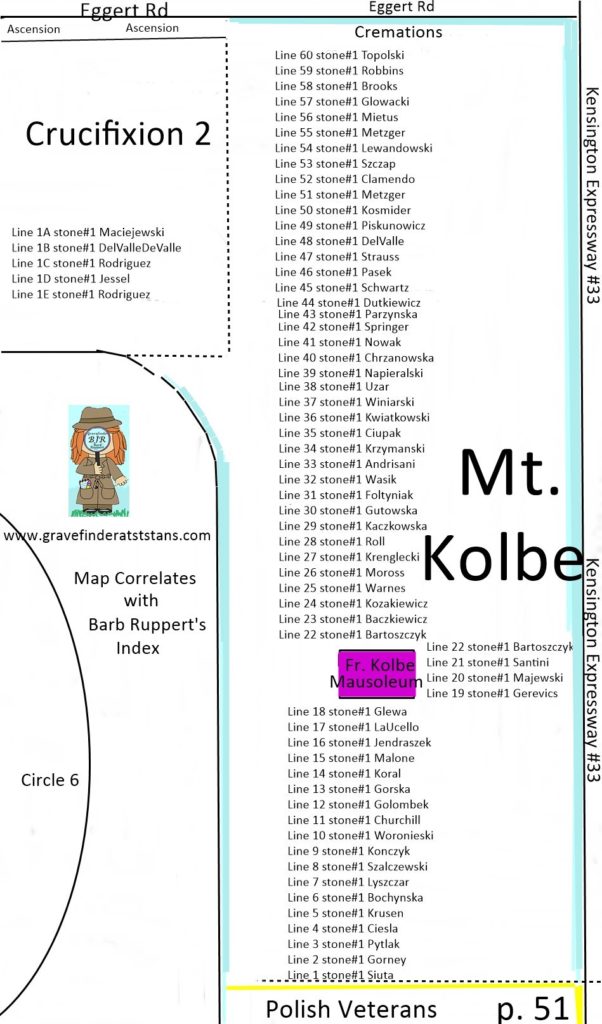 Eggert Rd
Eggert Rd
Ascension
Ascension
Crucifixion 2
Line 1A stone#1 Maciejewski
Line 1B stone#1 DelValleDeValle
Line 1C stone#1 Rodriguez
Line 1D stone#1 Jessel
Line 1E stone#1 Rodriguez
BJR
www.gravefinderatststans.com
Map Correlates
with
Barb Ruppert's
Index
Circle 6
Cremations
Line 60 stone#1 Topolski
Line 59 stone#1 Robbins
Line 58 stone#1 Brooks
Line 57 stone#1 Glowacki
Line 56 stone#1 Mietus
Line 55 stone#1 Metzger
Line 54 stone#1 Lewandowski
Line 53 stone#1 Szczap
Line 52 stone#1 Clamendo
Line 51 stone#1 Metzger
Line 50 stone#1 Kosmider
Line 49 stone#1 Piskunowicz
Line 48 stone#1 DelValle
Line 47 stone#1 Strauss
Line 46 stone#1 Pasek
Line 45 stone#1 Schwartz
Line 44 stone#1 Dutkiewicz
Line 43 stone#1 Parzynska
Line 42 stone#1 Springer
Line 41 stone#1 Nowak
Line 40 stone#1 Chrzanowska
Line 39 stone#1 Napieralski
Line 38 stone#1 Uzar
Line 37 stone#1 Winiarski
Line 36 stone#1 Kwiatkowski
Line 35 stone#1 Ciupak
Line 34 stone#1 Krzymanski
Line 33 stone#1 Andrisani
Line 32 stone#1 Wasik
Line 31 stone#1 Foltyniak
Line 30 stone#1 Gutowska
Line 29 stone#1 Kaczkowska
Line 28 stone#1 Roll
Line 27 stone#1 Krenglecki
Line 26 stone#1 Moross
Line 25 stone#1 Warnes
Line 24 stone#1 Kozakiewicz
Line 23 stone#1 Baczkiewicz
Line 22 stone#1 Bartoszczyk
Line 22 stone#1 Bartoszczyk
Line 21 stone#1 Santini
Line 20 stone#1 Majewski
Line 19 stone#1 Gerevics
Fr. Kolbe
Mausoleum
Line 18 stone#1 Glewa
Line 17 stone#1 LaUcello
Line 16 stone#1 Jendraszek
Line 15 stone#1 Malone
Line 14 stone#1 Koral
Line 13 stone#1 Gorska
Line 12 stone#1 Golombek
Line 11 stone#1 Churchill
Line 10 stone#1 Woronieski
Line 9 stone#1 Konczyk
Line 8 stone#1 Szalczewski
Line 7 stone#1 Lyszczar
Line 6 stone#1 Bochynska
Line 5 stone#1 Krusen
Line 4 stone#1 Ciesla
Line 3 stone#1 Pytlak
Line 2 stone#1 Gorney
Line 1 stone#1 Siuta
Mt.
Kolbe
Kensington Expressway #33
Kensington Expressway #33
Polish Veterans
p. 51